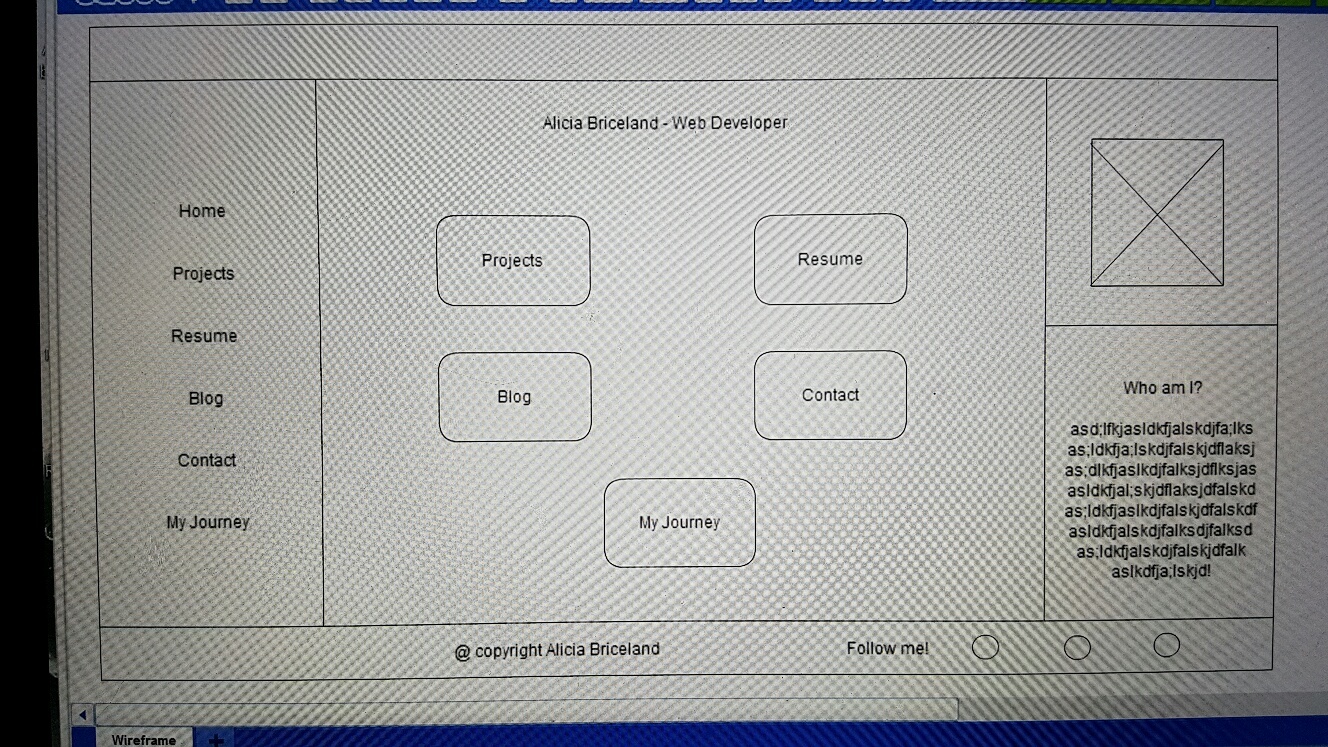 Alicia Briceland - Web Developer
Home
Projects
Resume
Blog
Contact
My Journey
Projects
Resume
Blog
Contact
My Journey
Who am I?
asd;lfkjasldkfjalskdjfa;lks
as;ldkfja;lskdjfalskjdflaksj
as;dlkfjaslkdjfalksjdflksjas
asldkfjal;skjdflaksjdfalskd
as;ldkfjaslkdjfalskjdfalskdf
asldkfjalskdjfalksdjfalksd
as;ldkfjalskdjfalskjdfalk
aslkdfja;lskjd!
@ copyright Alicia Briceland
Follow me!
Wireframe